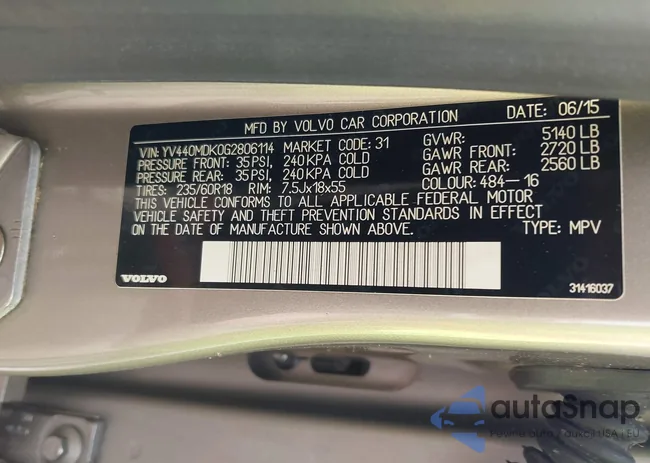 MFD BY VOLVO CAR CORPORATION DATE: 06/15
VIN: YV440MDK0G2806114 MARKET CODE: 31 GVWR: 5140 LB
PRESSURE FRONT: 35 PSI, 240 KPA COLD GAWR FRONT: 2720 LB
PRESSURE REAR: 35 PSI, 240 KPA COLD GAWR REAR: 2560 LB
TIRES: 235/60R18 RIM: 7.5Jx18x55 COLOUR: 484-16
THIS VEHICLE CONFORMS TO ALL APPLICABLE FEDERAL MOTOR
VEHICLE SAFETY AND THEFT PREVENTION STANDARDS IN EFFECT
ON THE DATE OF MANUFACTURE SHOWN ABOVE. TYPE: MPV
VOLVO
31416037
autoSnap